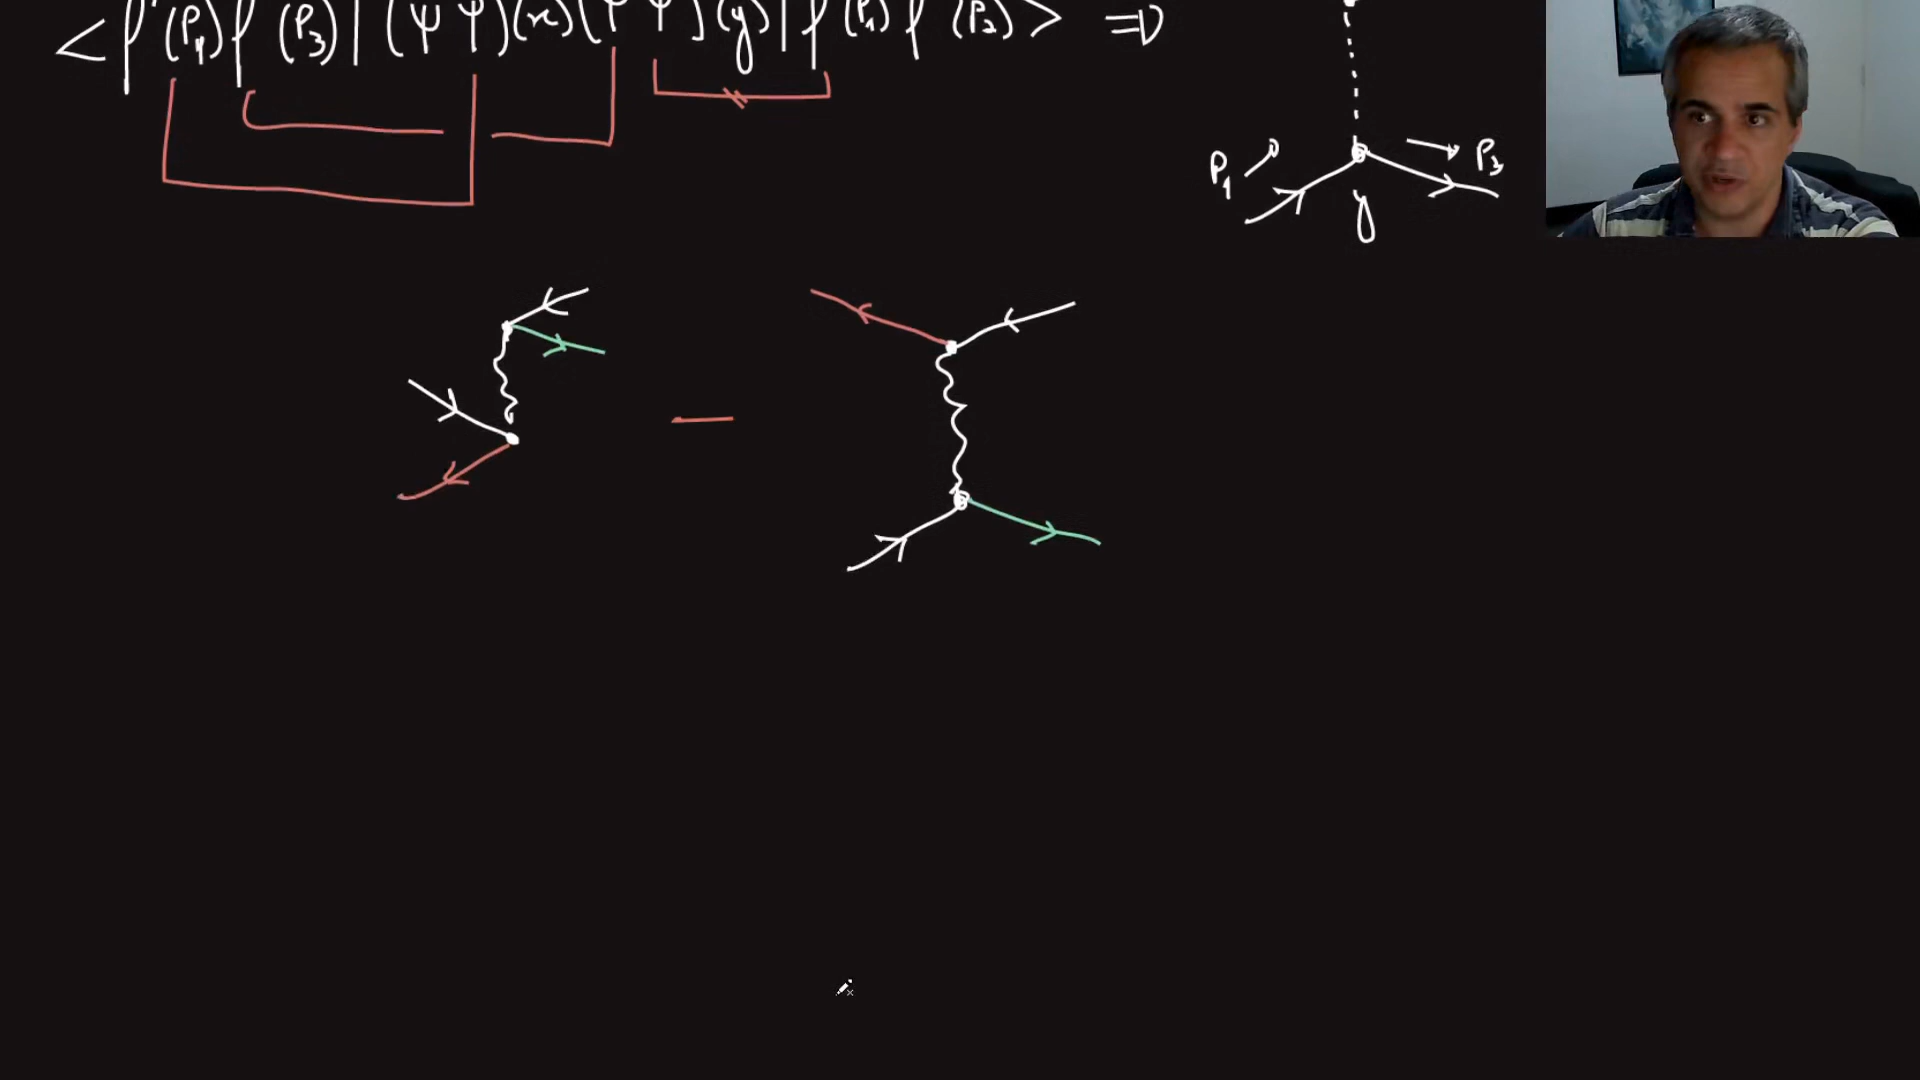 < f (P₄) f (P₃) | (ψ ψ)(x) (ψ ψ)(y) | f (P₁) f (P₂) > ⇒
P₁ P₃
y